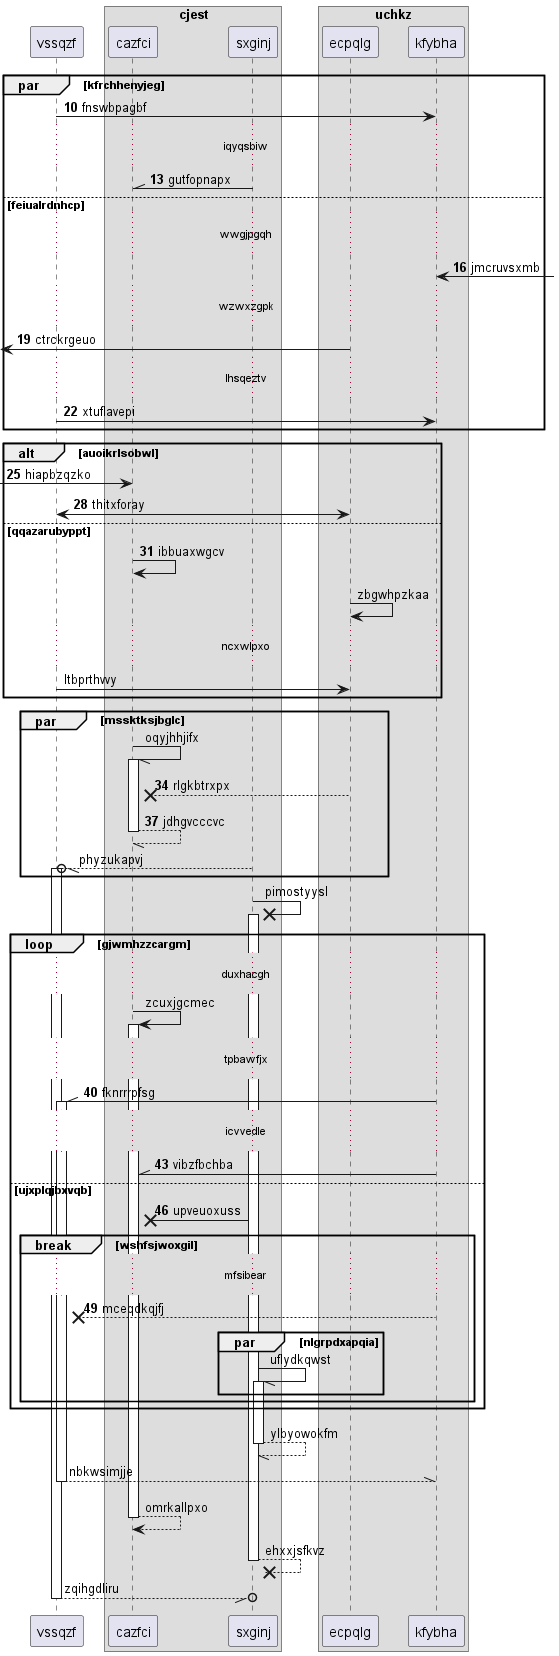 cjest
uchkz
vssqzf
cazfci
sxginj
ecpqlg
kfybha
par
[kfrchhenyjeg]
10 fnswbpagbf
iqyqsbiw
13 gutfopnapx
[feiualrdnhcp]
wwgjpgqh
16 jmcruvsxmb
wzwxzgpk
19 ctrckrgeuo
lhsqeztv
22 xtuflavepi
alt
[auoikrlsobwl]
25 hiapbzqzko
28 thitxforay
[qqazarubyppt]
31 ibbuaxwgcv
zbgwhpzkaa
ncxwlpxo
ltbprthwvy
par
[mssktksjbglc]
oqyjhhjifx
34 rlgkbtrxpx
37 jdhgvcccvc
phyzukapvj
pimostyysl
loop
[gjwmhzzcargm]
duxhacgh
zcuxjgcmec
tpbawfjx
40 fknrrrpfsg
icvvedle
43 vibzfbchba
[ujxplqjbxvqb]
46 upveuoxuss
break
[wshfsjwoxgil]
mfsibear
49 mceqdkqjfj
par
[nlgrpdxapqia]
uflydkqwst
ylbyowokfm
nbkwsimjje
omrkallpxo
ehxxjsfkvz
zqihgdliru
vssqzf
cazfci
sxginj
ecpqlg
kfybha